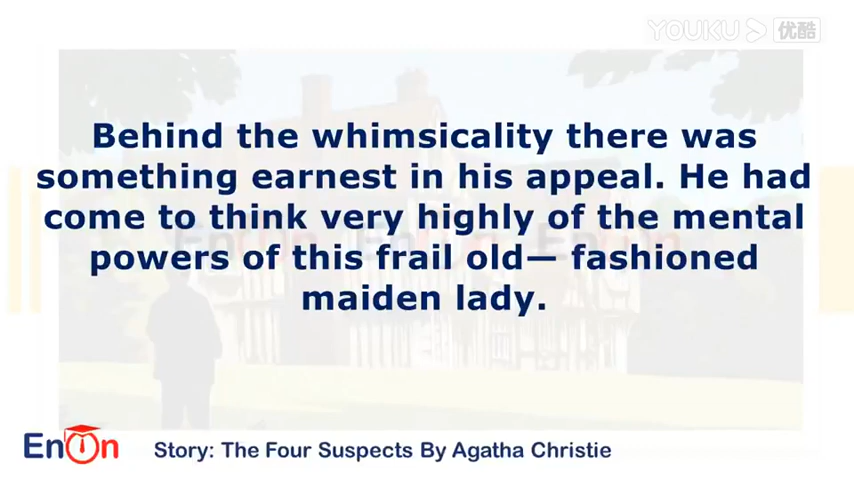 YOUKU 优酷
Behind the whimsicality there was
something earnest in his appeal. He had
come to think very highly of the mental
powers of this frail old— fashioned
maiden lady.
EnOn
Story: The Four Suspects By Agatha Christie